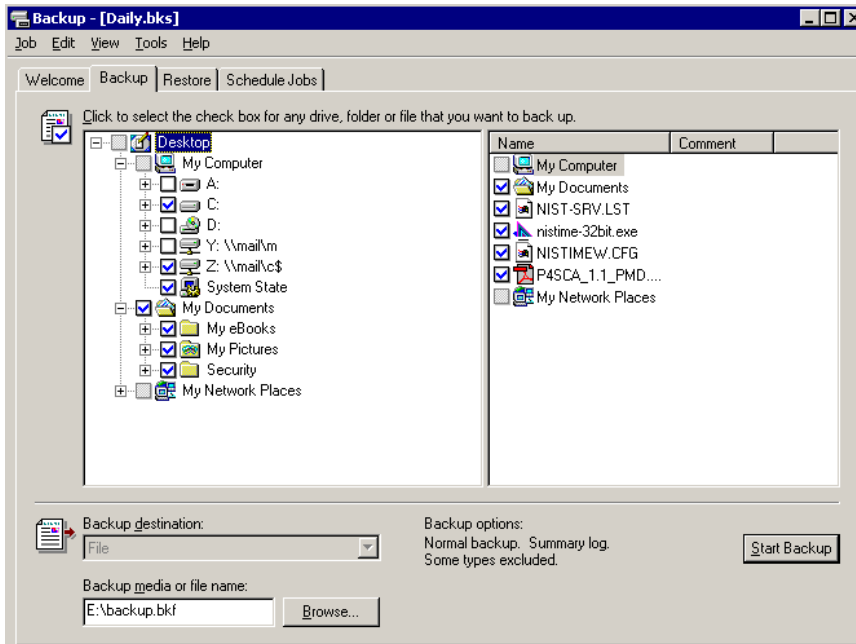 Backup - [Daily.bks]
Job Edit View Tools Help
Welcome Backup Restore Schedule Jobs
Click to select the check box for any drive, folder or file that you want to back up.
Desktop
My Computer
A:
C:
D:
Y: \\mail\m
Z: \\mail\c$
System State
My Documents
My eBooks
My Pictures
Security
My Network Places
Name Comment
My Computer
My Documents
NIST-SRV.LST
nistime-32bit.exe
NISTIMEW.CFG
P4SCA_1.1_PMD....
My Network Places
Backup destination:
File
Backup media or file name:
E:\backup.bkf Browse...
Backup options:
Normal backup. Summary log.
Some types excluded.
Start Backup